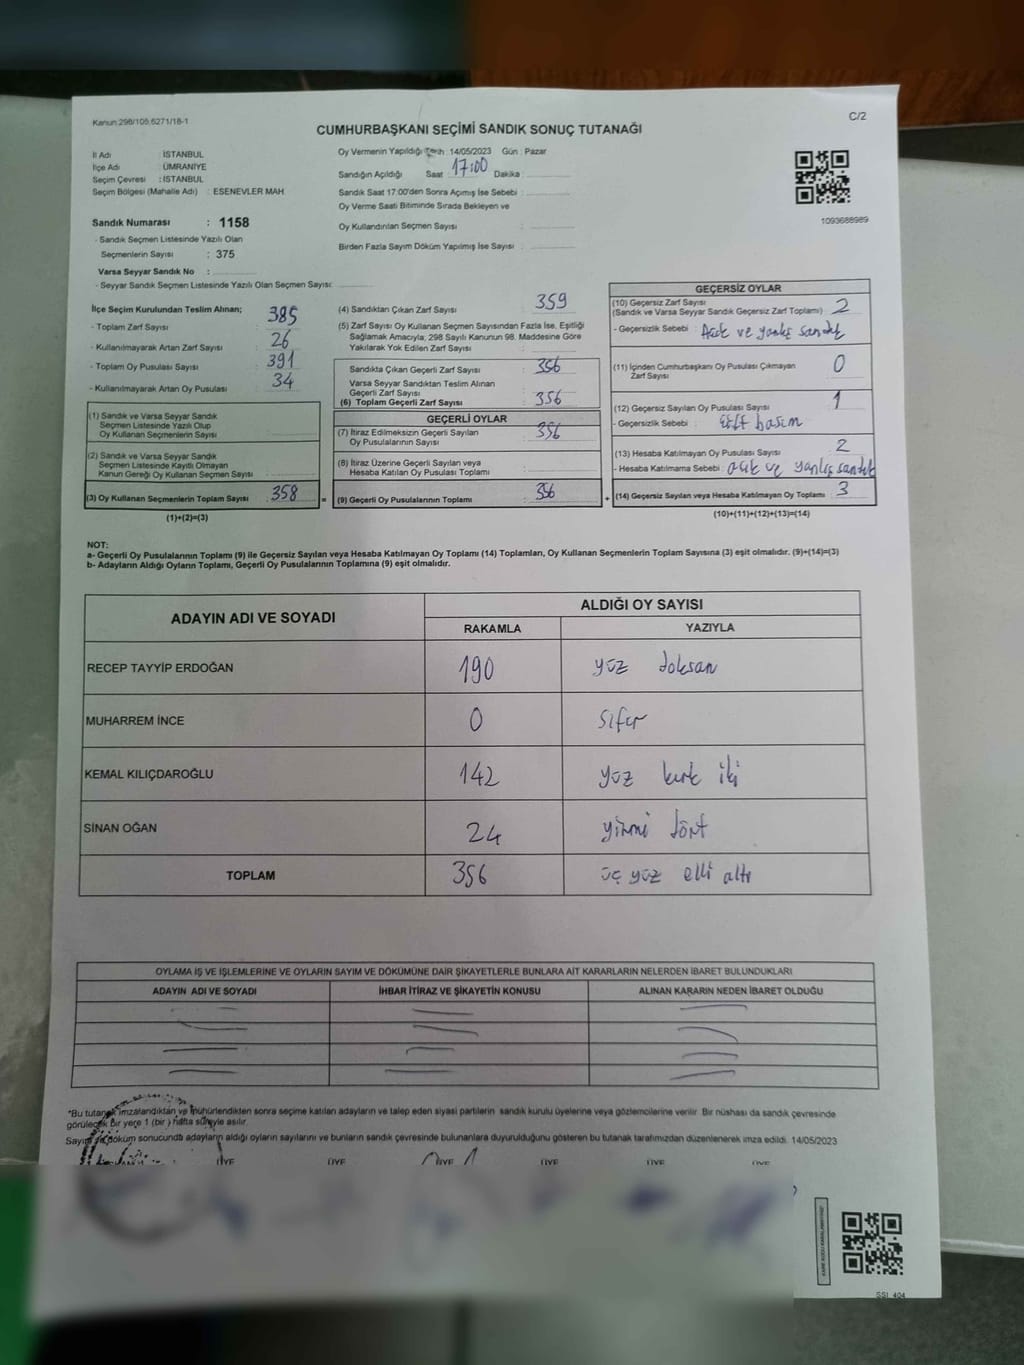 Kanun:298/105,6271/18-1
C/2
CUMHURBAŞKANI SEÇİMİ SANDIK SONUÇ TUTANAĞI
İl Adı : İSTANBUL
İlçe Adı : ÜMRANİYE
Seçim Çevresi : İSTANBUL
Seçim Bölgesi (Mahalle Adı) : ESENEVLER MAH
Sandık Numarası : 1158
- Sandık Seçmen Listesinde Yazılı Olan
Seçmenlerin Sayısı : 375
Varsa Seyyar Sandık No :
- Seyyar Sandık Seçmen Listesinde Yazılı Olan Seçmen Sayısı:
Oy Vermenin Yapıldığı Tarih : 14/05/2023 Gün : Pazar
Sandığın Açıldığı Saat : 17:00 Dakika :
Sandık Saat 17:00'den Sonra Açımış İse Sebebi :
Oy Verme Saati Bitiminde Sırada Bekleyen ve
Oy Kullandırılan Seçmen Sayısı :
Birden Fazla Sayım Döküm Yapılmış İse Sayısı :
1093688989
İlçe Seçim Kurulundan Teslim Alınan;
- Toplam Zarf Sayısı : 385
- Kullanılmayarak Artan Zarf Sayısı : 26
- Toplam Oy Pusulası Sayısı : 391
- Kullanılmayarak Artan Oy Pusulası : 34
(1) Sandık ve Varsa Seyyar Sandık
Seçmen Listesinde Yazılı Olup
Oy Kullanan Seçmenlerin Sayısı :
(2) Sandık ve Varsa Seyyar Sandık
Seçmen Listesinde Kayıtlı Olmayan
Kanun Gereği Oy Kullanan Seçmen Sayısı :
(3) Oy Kullanan Seçmenlerin Toplam Sayısı : 358
(1)+(2)=(3)
(4) Sandıktan Çıkan Zarf Sayısı : 359
(5) Zarf Sayısı Oy Kullanan Seçmen Sayısından Fazla İse, Eşitliği
Sağlamak Amacıyla, 298 Sayılı Kanunun 98. Maddesine Göre
Yakılarak Yok Edilen Zarf Sayısı :
Sandıkta Çıkan Geçerli Zarf Sayısı : 356
Varsa Seyyar Sandıktan Teslim Alınan
Geçerli Zarf Sayısı :
(6) Toplam Geçerli Zarf Sayısı : 356
GEÇERLİ OYLAR
(7) İtiraz Edilmeksizin Geçerli Sayılan
Oy Pusulalarının Sayısı : 356
(8) İtiraz Üzerine Geçerli Sayılan veya
Hesaba Katılan Oy Pusulası Toplamı :
= (9) Geçerli Oy Pusulalarının Toplamı : 356
GEÇERSİZ OYLAR
(10) Geçersiz Zarf Sayısı
(Sandık ve Varsa Seyyar Sandık Geçersiz Zarf Toplamı) : 2
- Geçersizlik Sebebi : Açık ve yanlış sandık
(11) İçinden Cumhurbaşkanı Oy Pusulası Çıkmayan
Zarf Sayısı : 0
(12) Geçersiz Sayılan Oy Pusulası Sayısı : 1
- Geçersizlik Sebebi : çift basım
(13) Hesaba Katılmayan Oy Pusulası Sayısı : 2
- Hesaba Katılmama Sebebi : açık ve yanlış sandık
+ (14) Geçersiz Sayılan veya Hesaba Katılmayan Oy Toplamı : 3
(10)+(11)+(12)+(13)=(14)
NOT:
a- Geçerli Oy Pusulalarının Toplamı (9) ile Geçersiz Sayılan veya Hesaba Katılmayan Oy Toplamı (14) Toplamları, Oy Kullanan Seçmenlerin Toplam Sayısına (3) eşit olmalıdır. (9)+(14)=(3)
b- Adayların Aldığı Oyların Toplamı, Geçerli Oy Pusulalarının Toplamına (9) eşit olmalıdır.
ADAYIN ADI VE SOYADI
ALDIĞI OY SAYISI
RAKAMLA YAZIYLA
RECEP TAYYİP ERDOĞAN 190 yüz doksan
MUHARREM İNCE 0 sıfır
KEMAL KILIÇDAROĞLU 142 yüz kırk iki
SİNAN OĞAN 24 yirmi dört
TOPLAM 356 üç yüz elli altı
OYLAMA İŞ VE İŞLEMLERİNE VE OYLARIN SAYIM VE DÖKÜMÜNE DAİR ŞİKAYETLERLE BUNLARA AİT KARARLARIN NELERDEN İBARET BULUNDUKLARI
ADAYIN ADI VE SOYADI İHBAR İTİRAZ VE ŞİKAYETİN KONUSU ALINAN KARARIN NEDEN İBARET OLDUĞU
*Bu tutanak imzalandıktan ve mühürlendikten sonra seçime katılan adayların ve talep eden siyasi partilerin sandık kurulu üyelerine veya gözlemcilerine verilir. Bir nüshası da sandık çevresinde
görülecek bir yere 1 (bir) hafta süreyle asılır.
Sayım ve döküm sonucunda adayların aldığı oyların sayılarını ve bunların sandık çevresinde bulunanlara duyurulduğunu gösteren bu tutanak tarafımızdan düzenlenerek imza edildi. 14/05/2023
ÜYE ÜYE ÜYE ÜYE ÜYE ÜYE
SSI_404